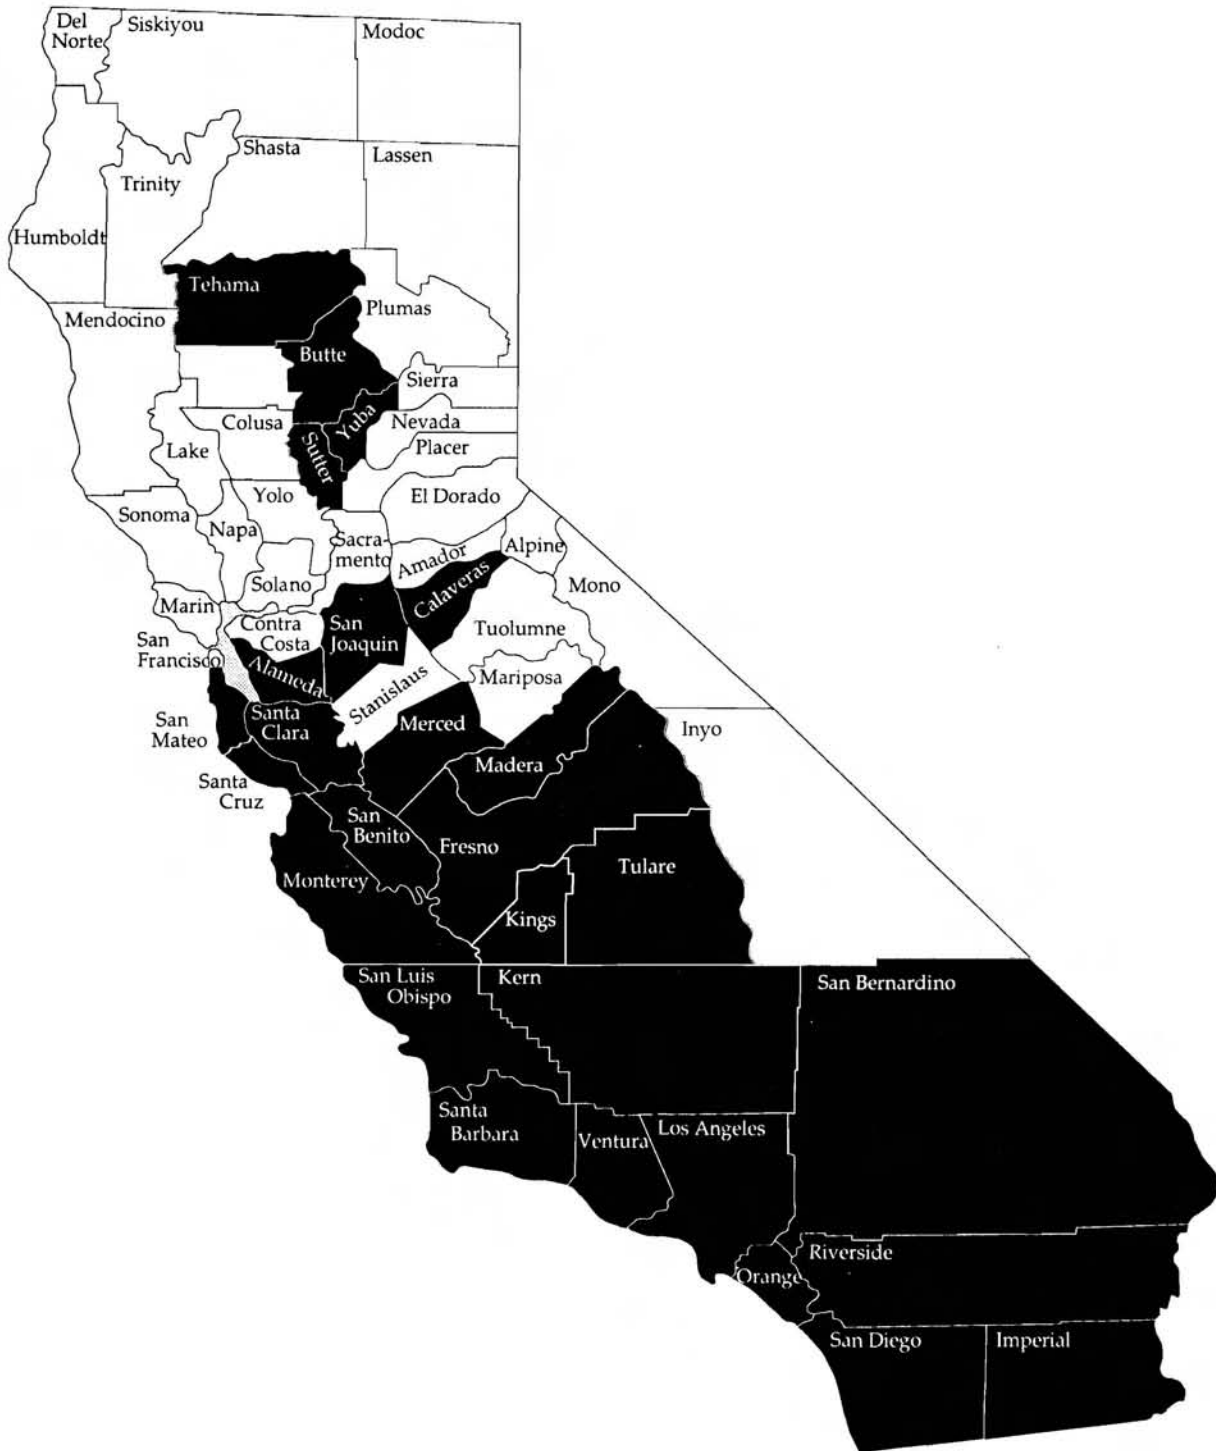 Del
Norte
Siskiyou
Modoc
Shasta
Lassen
Trinity
Humboldt
Tehama
Plumas
Mendocino
Butte
Sierra
Colusa
Yuba
Nevada
Sutter
Lake
Placer
Yolo
El Dorado
Sonoma
Napa
Sacra-
mento
Amador
Alpine
Solano
Calaveras
Mono
Marin
Contra
Costa
San
Joaquin
Tuolumne
San
Francisco
Alameda
Stanislaus
Mariposa
San
Mateo
Santa
Clara
Merced
Inyo
Madera
Santa
Cruz
San
Benito
Fresno
Tulare
Monterey
Kings
San Luis
Obispo
Kern
San Bernardino
Santa
Barbara
Ventura
Los Angeles
Riverside
Orange
San Diego
Imperial